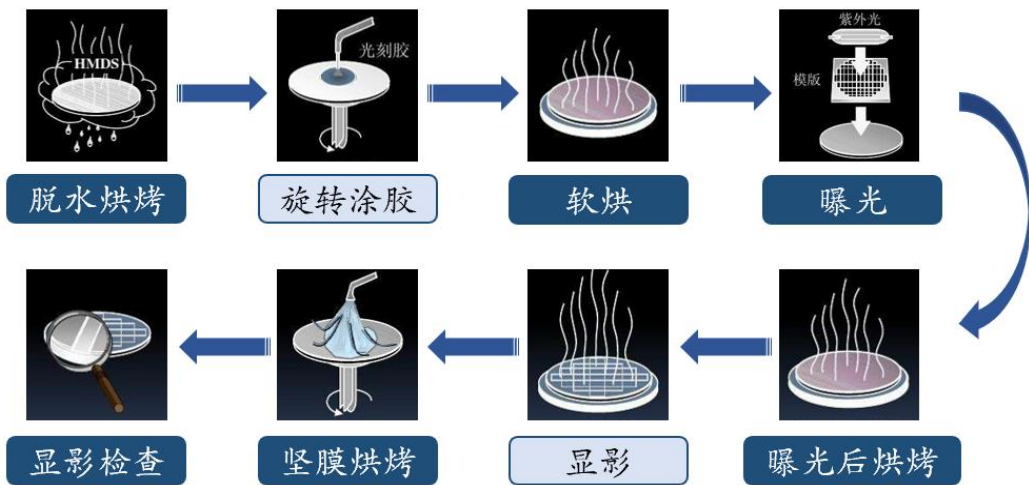 HMDS
脱水烘烤
光刻胶
旋转涂胶
软烘
紫外光
模版
曝光
曝光后烘烤
显影
坚膜烘烤
显影检查